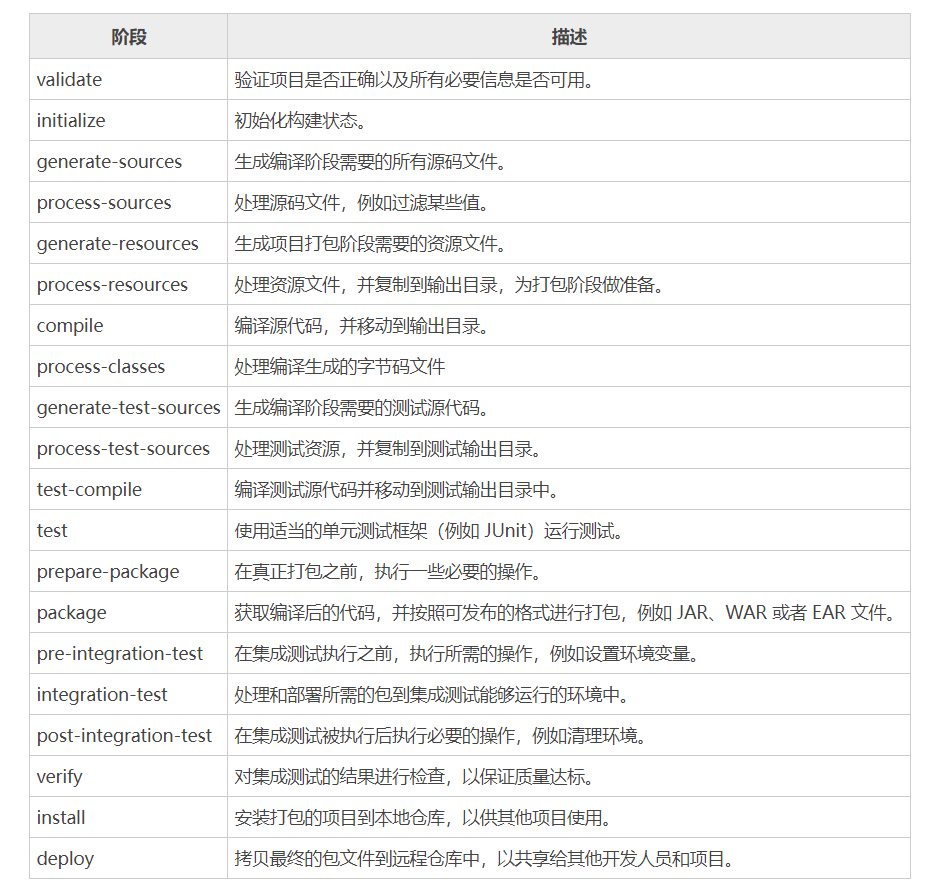 阶段 描述
validate 验证项目是否正确以及所有必要信息是否可用。
initialize 初始化构建状态。
generate-sources 生成编译阶段需要的所有源码文件。
process-sources 处理源码文件，例如过滤某些值。
generate-resources 生成项目打包阶段需要的资源文件。
process-resources 处理资源文件，并复制到输出目录，为打包阶段做准备。
compile 编译源代码，并移动到输出目录。
process-classes 处理编译生成的字节码文件
generate-test-sources 生成编译阶段需要的测试源代码。
process-test-sources 处理测试资源，并复制到测试输出目录。
test-compile 编译测试源代码并移动到测试输出目录中。
test 使用适当的单元测试框架（例如 JUnit）运行测试。
prepare-package 在真正打包之前，执行一些必要的操作。
package 获取编译后的代码，并按照可发布的格式进行打包，例如 JAR、WAR 或者 EAR 文件。
pre-integration-test 在集成测试执行之前，执行所需的操作，例如设置环境变量。
integration-test 处理和部署所需的包到集成测试能够运行的环境中。
post-integration-test 在集成测试被执行后执行必要的操作，例如清理环境。
verify 对集成测试的结果进行检查，以保证质量达标。
install 安装打包的项目到本地仓库，以供其他项目使用。
deploy 拷贝最终的包文件到远程仓库中，以共享给其他开发人员和项目。